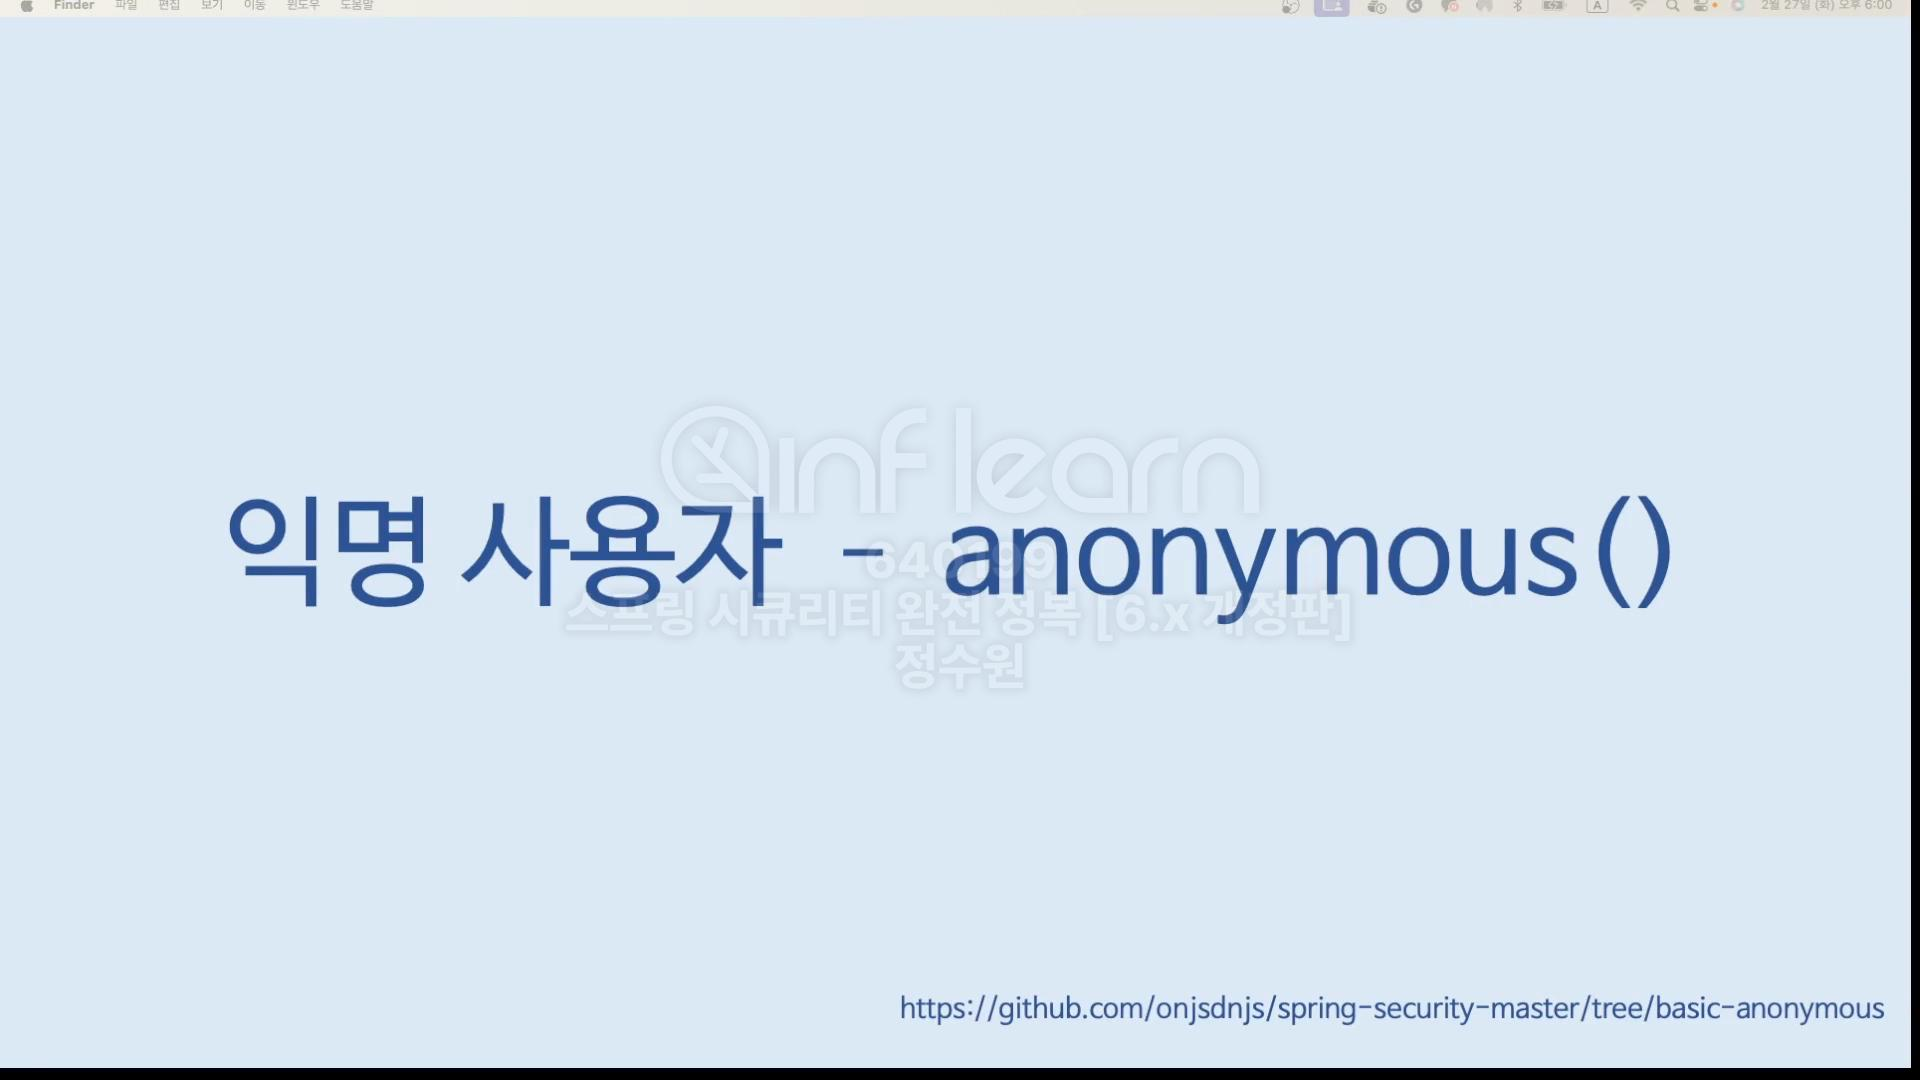 Finder 파일 편집 보기 이동 윈도우 도움말
A 2월 27일 (화) 오후 6:00
inflearn
익명 사용자 - anonymous()
640199
스프링 시큐리티 완전 정복 [6.x 개정판]
정수원
https://github.com/onjsdnjs/spring-security-master/tree/basic-anonymous